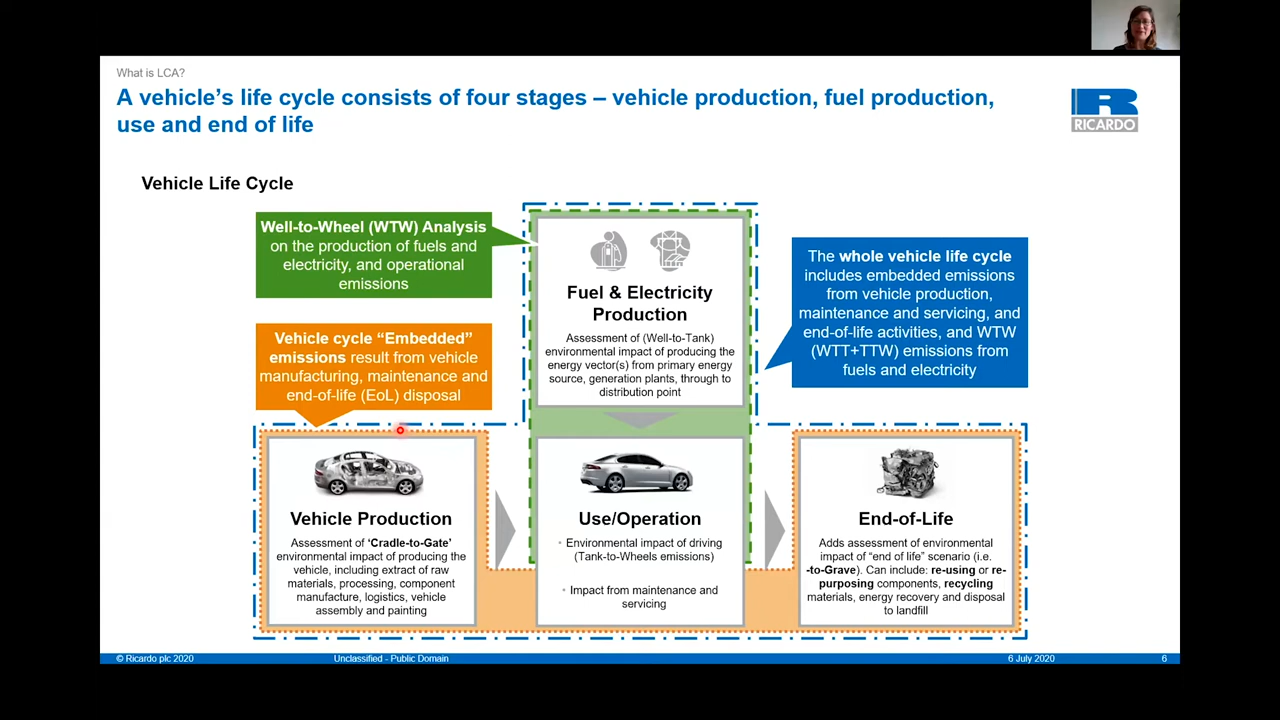 What is LCA?
A vehicle's life cycle consists of four stages – vehicle production, fuel production,
use and end of life
RICARDO
Vehicle Life Cycle
Well-to-Wheel (WTW) Analysis
on the production of fuels and
electricity, and operational
emissions
Vehicle cycle “Embedded”
emissions result from vehicle
manufacturing, maintenance and
end-of-life (EoL) disposal
Fuel & Electricity
Production
Assessment of (Well-to-Tank)
environmental impact of producing the
energy vector(s) from primary energy
source, generation plants, through to
distribution point
The whole vehicle life cycle
includes embedded emissions
from vehicle production,
maintenance and servicing, and
end-of-life activities, and WTW
(WTT+TTW) emissions from
fuels and electricity
Vehicle Production
Assessment of ‘Cradle-to-Gate’
environmental impact of producing the
vehicle, including extract of raw
materials, processing, component
manufacture, logistics, vehicle
assembly and painting
Use/Operation
• Environmental impact of driving
(Tank-to-Wheels emissions)
• Impact from maintenance and
servicing
End-of-Life
Adds assessment of environmental
impact of “end of life” scenario (i.e.
-to-Grave). Can include: re-using or re-
purposing components, recycling
materials, energy recovery and disposal
to landfill
© Ricardo plc 2020
Unclassified - Public Domain
6 July 2020
6